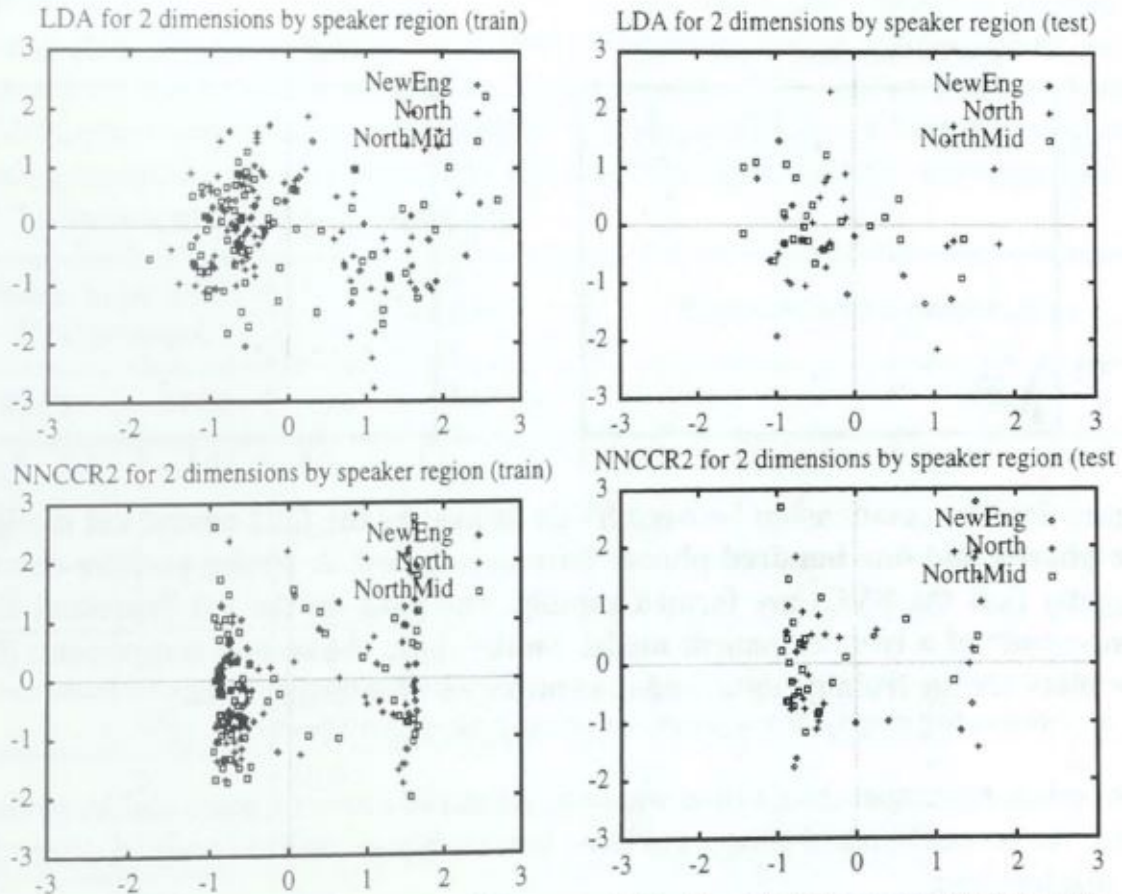 LDA for 2 dimensions by speaker region (train)
3
2
1
0
-1
-2
-3
-3 -2 -1 0 1 2 3
NewEng
North
NorthMid
LDA for 2 dimensions by speaker region (test)
3
2
1
0
-1
-2
-3
-3 -2 -1 0 1 2 3
NewEng
North
NorthMid
NNCCR2 for 2 dimensions by speaker region (train)
3
2
1
0
-1
-2
-3
-3 -2 -1 0 1 2 3
NewEng
North
NorthMid
NNCCR2 for 2 dimensions by speaker region (test
3
2
1
0
-1
-2
-3
-3 -2 -1 0 1 2 3
NewEng
North
NorthMid